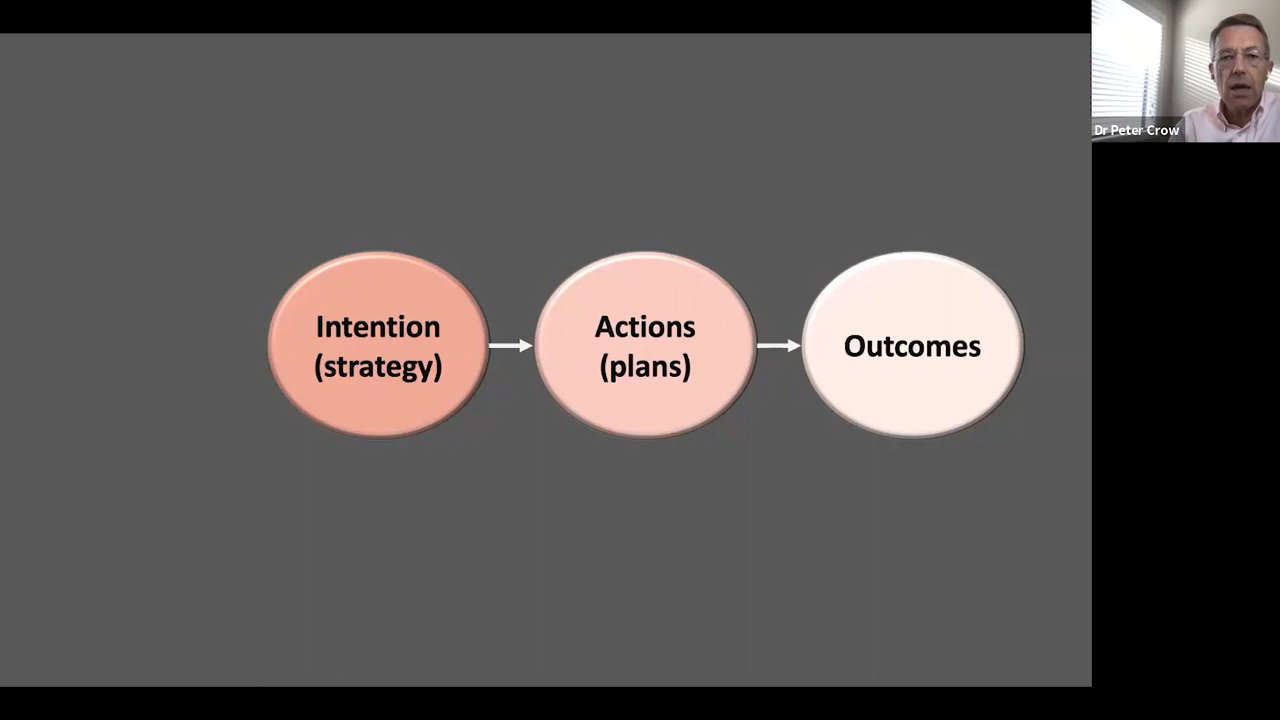 Intention
(strategy)
Actions
(plans)
Outcomes
Dr Peter Crow